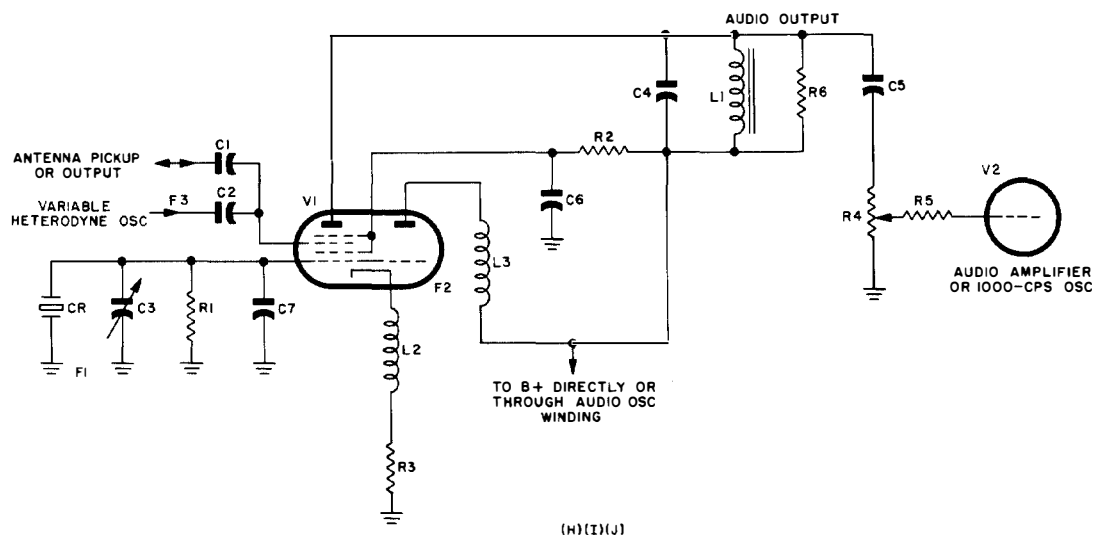 AUDIO OUTPUT
C4
L1
R6
C5
C1
ANTENNA PICKUP
OR OUTPUT
R2
V2
C2
F3
VARIABLE
HETERODYNE OSC
V1
C6
R4
R5
L3
AUDIO AMPLIFIER
OR 1000-CPS OSC
F2
CR
C3
R1
C7
L2
F1
TO B+ DIRECTLY OR
THROUGH AUDIO OSC
WINDING
R3
(H)(I)(J)